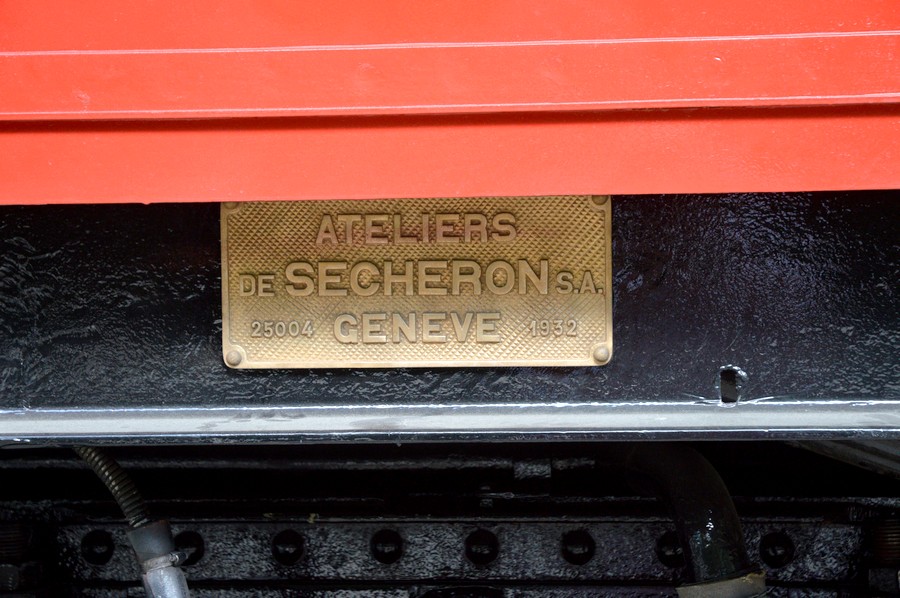 ATELIERS
DE SECHERON S.A.
25004 GENEVE 1932